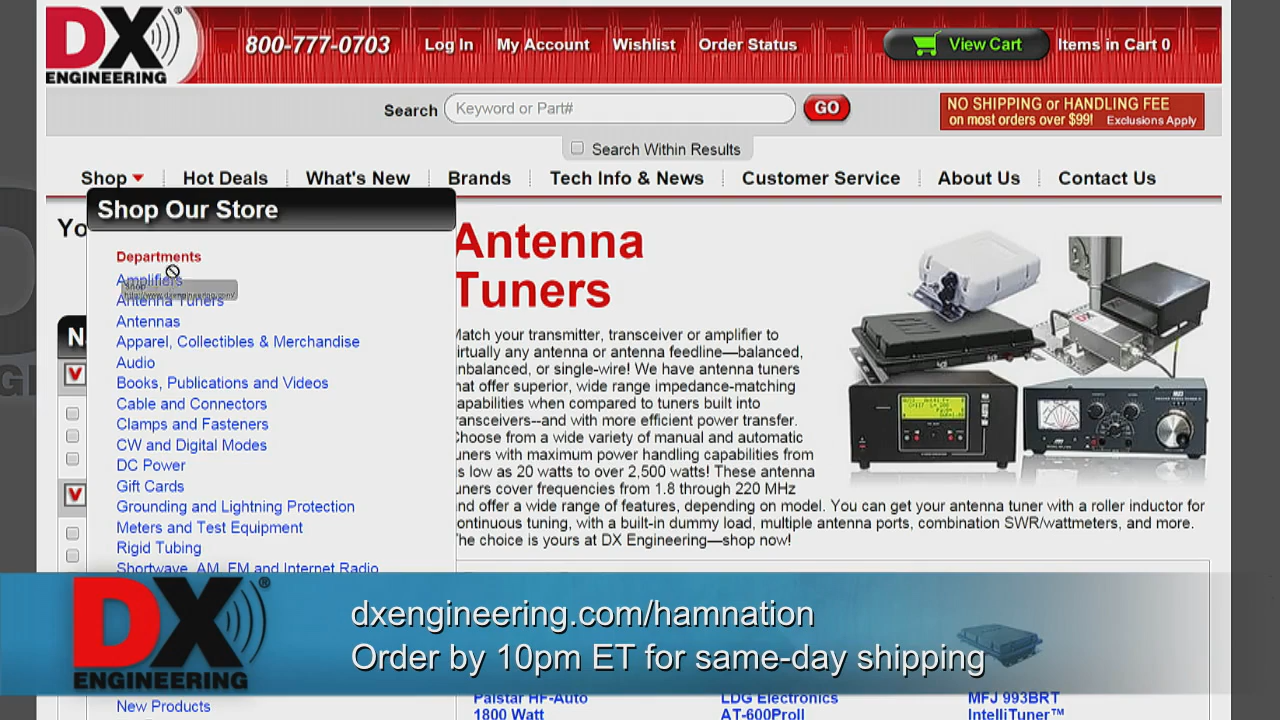 DX
ENGINEERING
®
800-777-0703
Log In
My Account
Wishlist
Order Status
View Cart
Items in Cart 0
Search
Keyword or Part#
GO
NO SHIPPING or HANDLING FEE
on most orders over $99! Exclusions Apply
Search Within Results
Shop
Hot Deals
What's New
Brands
Tech Info & News
Customer Service
About Us
Contact Us
Shop Our Store
Departments
Amplifiers
Shop
Antenna Tuners
Antennas
Apparel, Collectibles & Merchandise
Audio
Books, Publications and Videos
Cable and Connectors
Clamps and Fasteners
CW and Digital Modes
DC Power
Gift Cards
Grounding and Lightning Protection
Meters and Test Equipment
Rigid Tubing
Shortwave, AM, FM and Internet Radio
New Products
Antenna
Tuners
Match your transmitter, transceiver or amplifier to
virtually any antenna or antenna feedline—balanced,
unbalanced, or single-wire! We have antenna tuners
that offer superior, wide range impedance-matching
capabilities when compared to tuners built into
transceivers--and with more efficient power transfer.
Choose from a wide variety of manual and automatic
tuners with maximum power handling capabilities from
as low as 20 watts to over 2,500 watts! These antenna
tuners cover frequencies from 1.8 through 220 MHz
and offer a wide range of features, depending on model. You can get your antenna tuner with a roller inductor for
continuous tuning, with a built-in dummy load, multiple antenna ports, combination SWR/wattmeters, and more.
The choice is yours at DX Engineering—shop now!
DX
ENGINEERING
®
dxengineering.com/hamnation
Order by 10pm ET for same-day shipping
Palstar HF-Auto
1800 Watt
LDG Electronics
AT-600ProII
MFJ 993BRT
IntelliTuner™